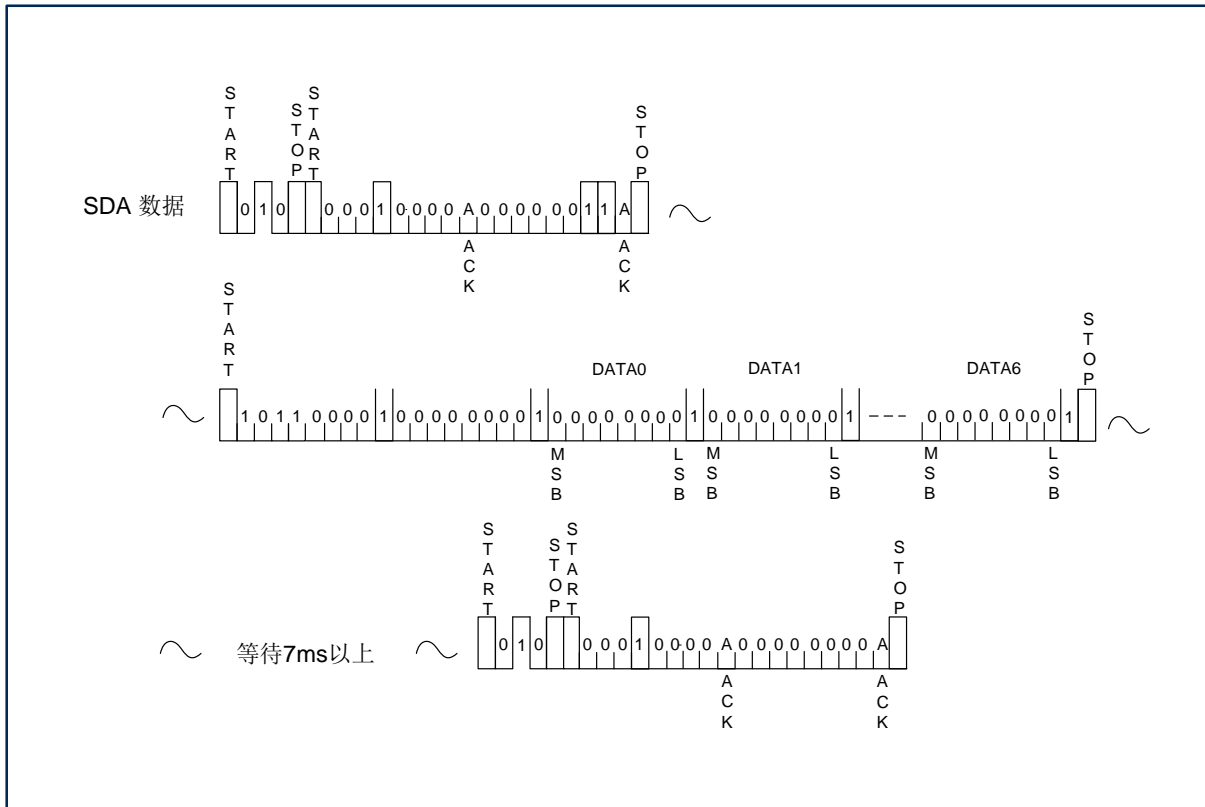 START STOP START STOP
SDA 数据 0 1 0 0 0 0 1 0 0 0 0 A 0 0 0 0 0 0 1 1 A
ACK ACK
START STOP
DATA0 DATA1 DATA6
1 0 1 1 0 0 0 0 1 0 0 0 0 0 0 0 0 1 0 0 0 0 0 0 0 0 1 0 0 0 0 0 0 0 0 1 --- 0 0 0 0 0 0 0 0 1
MSB LSB MSB LSB MSB LSB
START STOP START STOP
等待7ms以上 0 1 0 0 0 0 1 0 0 0 0 A 0 0 0 0 0 0 0 0 A
ACK ACK